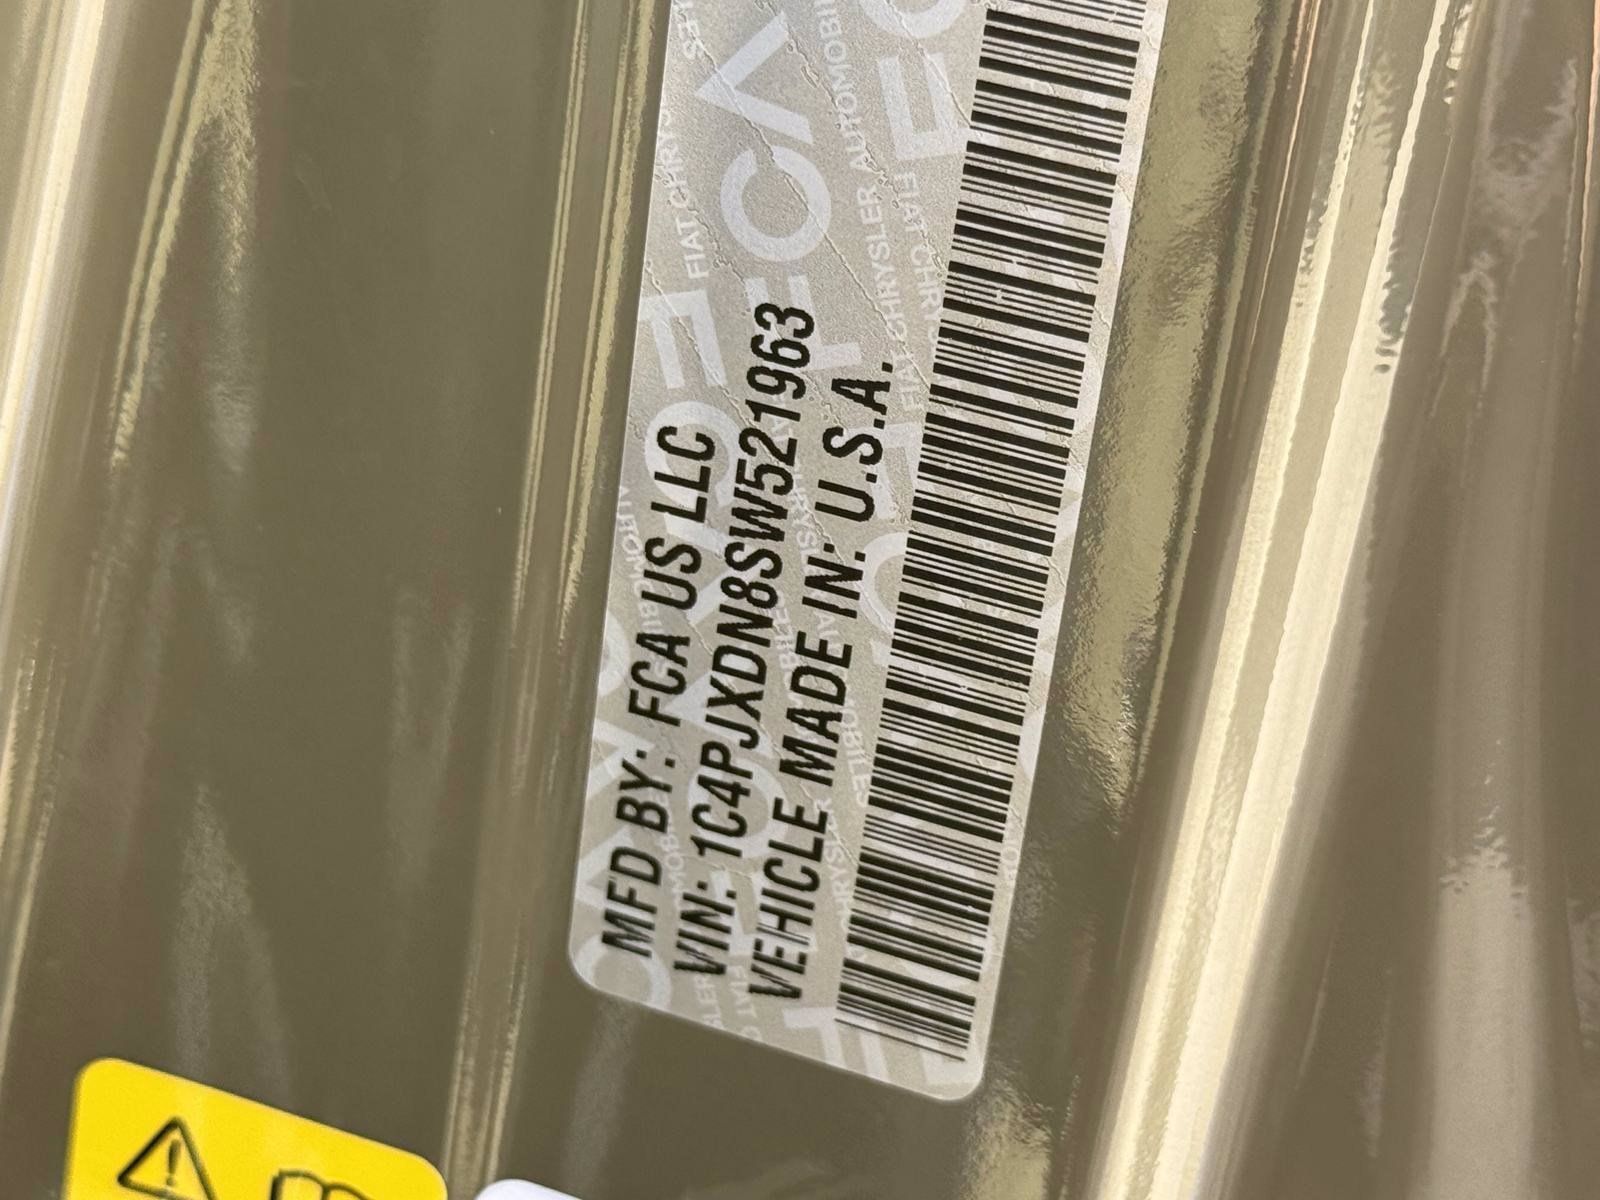 MFD BY: FCA US LLC
VIN: 1C4PJXDN8SW521963
VEHICLE MADE IN: U.S.A.